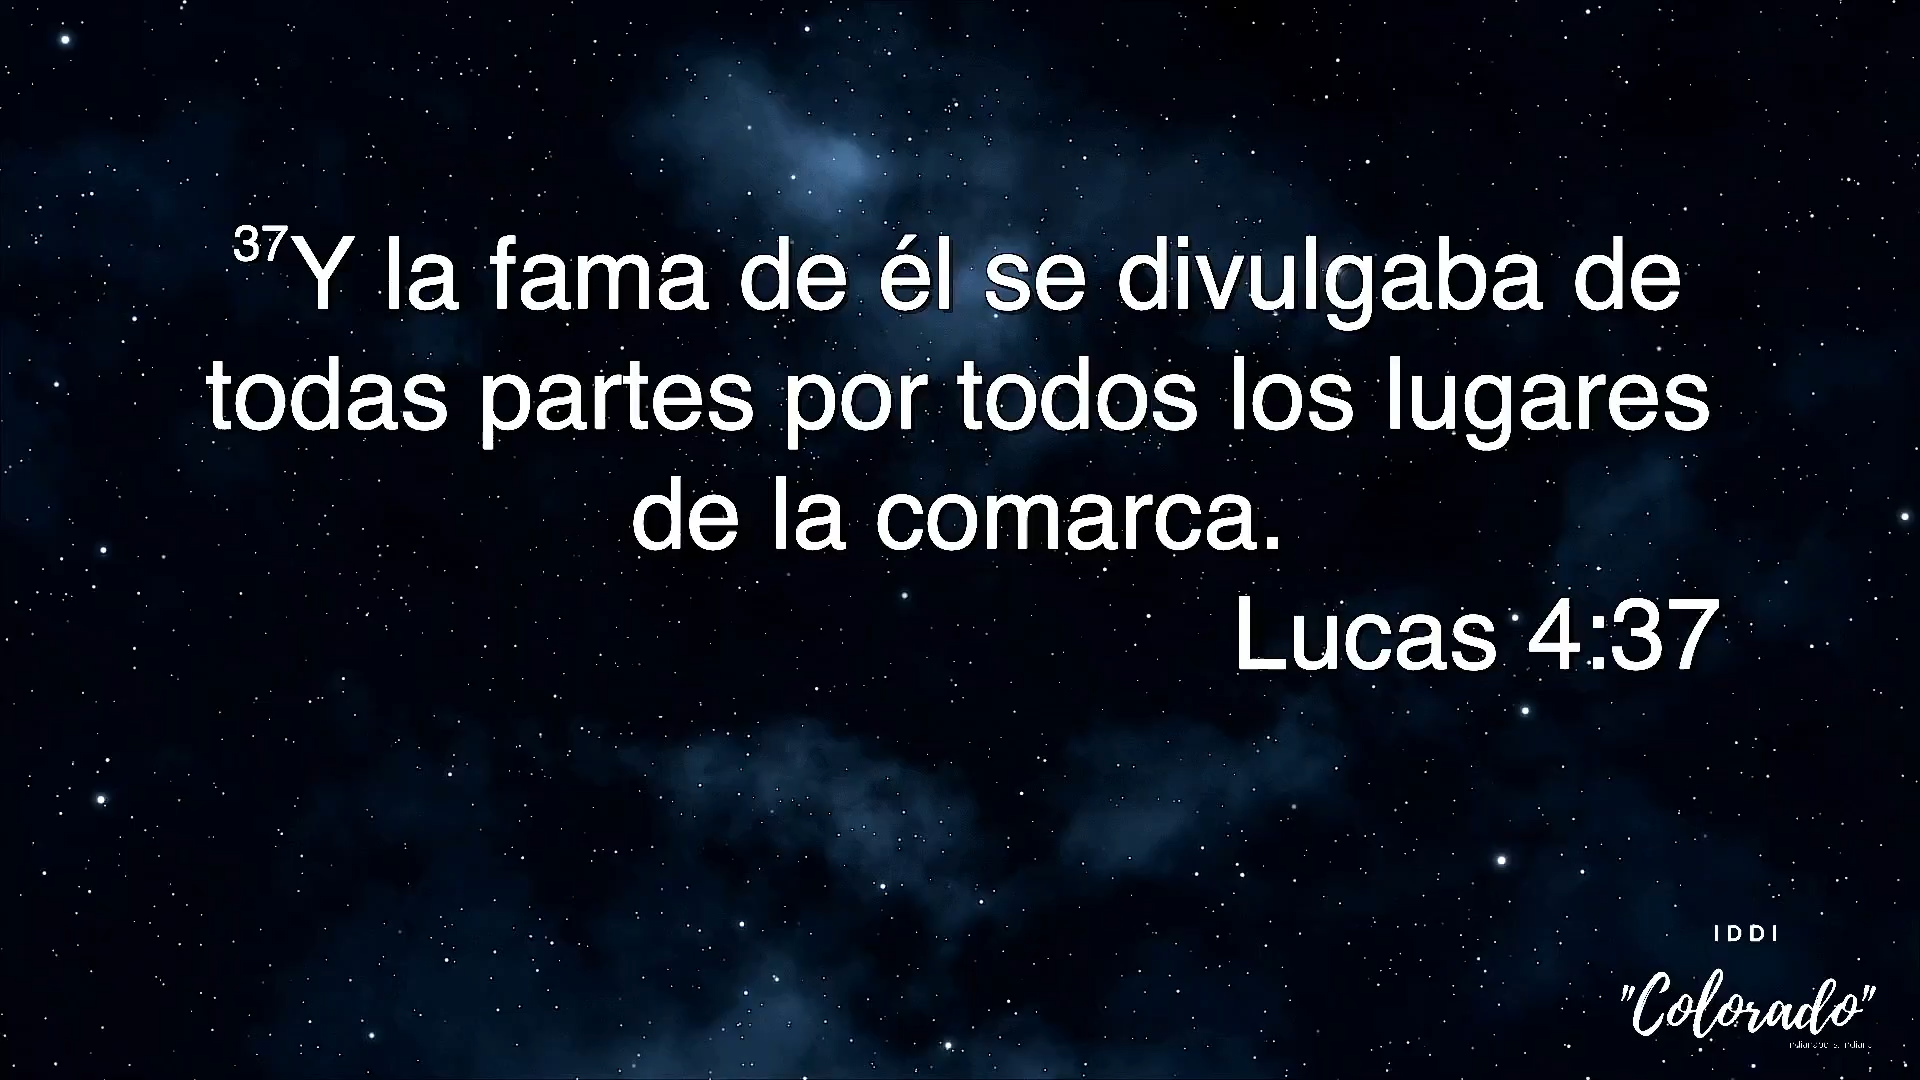 ³⁷Y la fama de él se divulgaba de
todas partes por todos los lugares
de la comarca.
Lucas 4:37
IDDI
"Colorado"